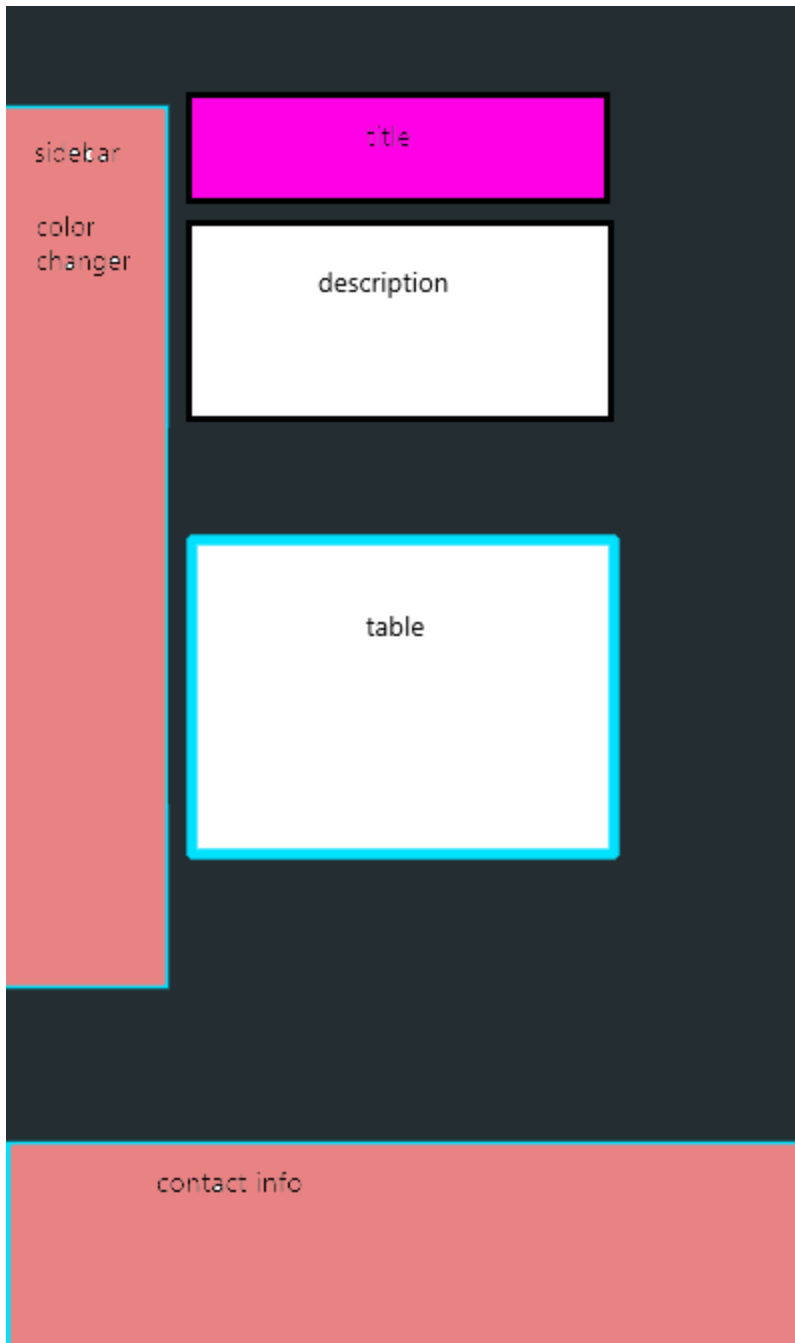 title
sidebar
color
changer
description
table
contact info